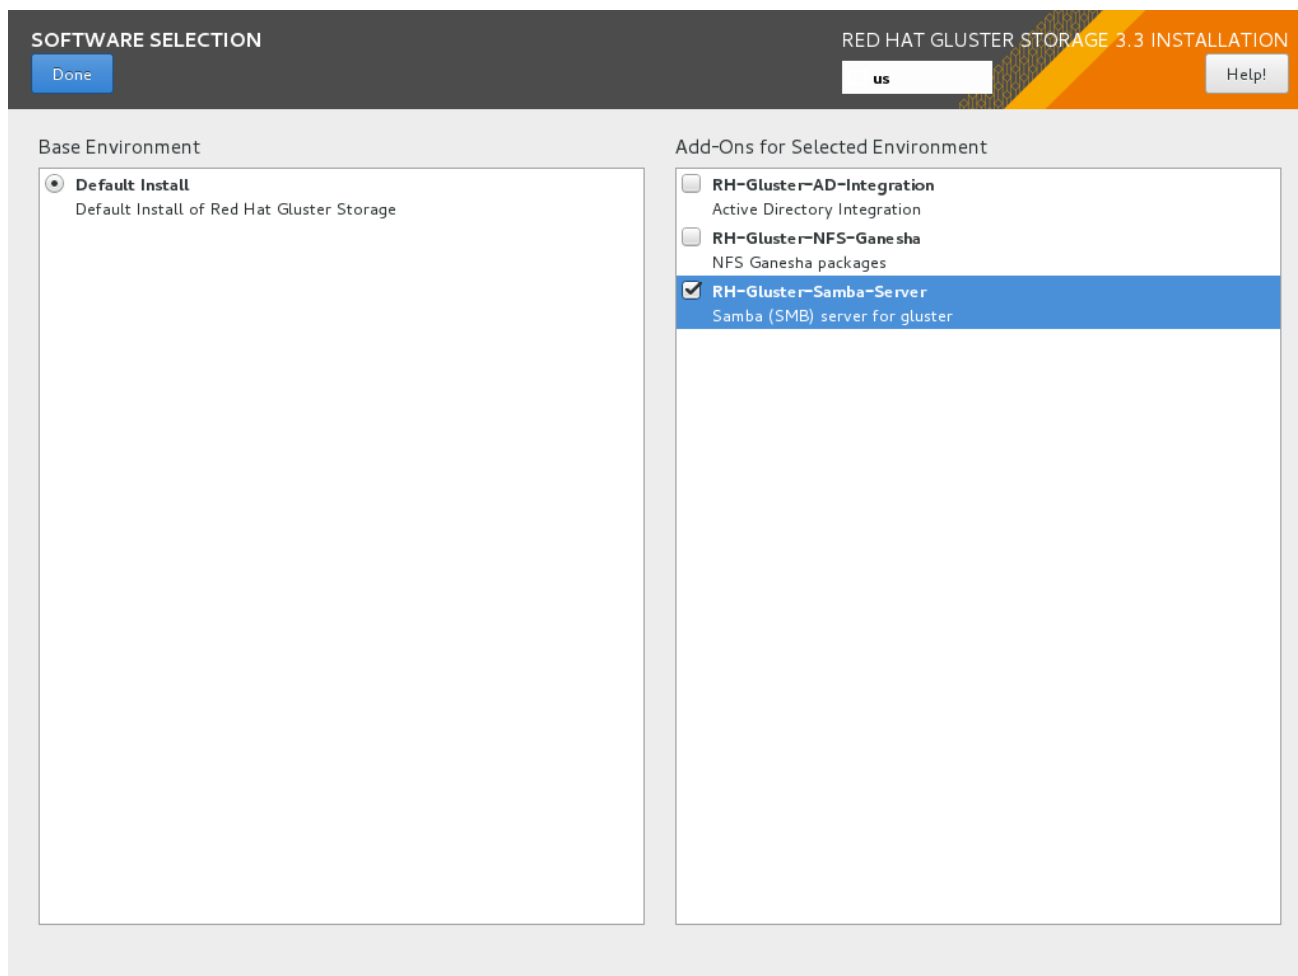 SOFTWARE SELECTION
RED HAT GLUSTER STORAGE 3.3 INSTALLATION
Done
us
Help!
Base Environment
Default Install
Default Install of Red Hat Gluster Storage
Add-Ons for Selected Environment
RH-Gluster-AD-Integration
Active Directory Integration
RH-Gluster-NFS-Ganesha
NFS Ganesha packages
RH-Gluster-Samba-Server
Samba (SMB) server for gluster